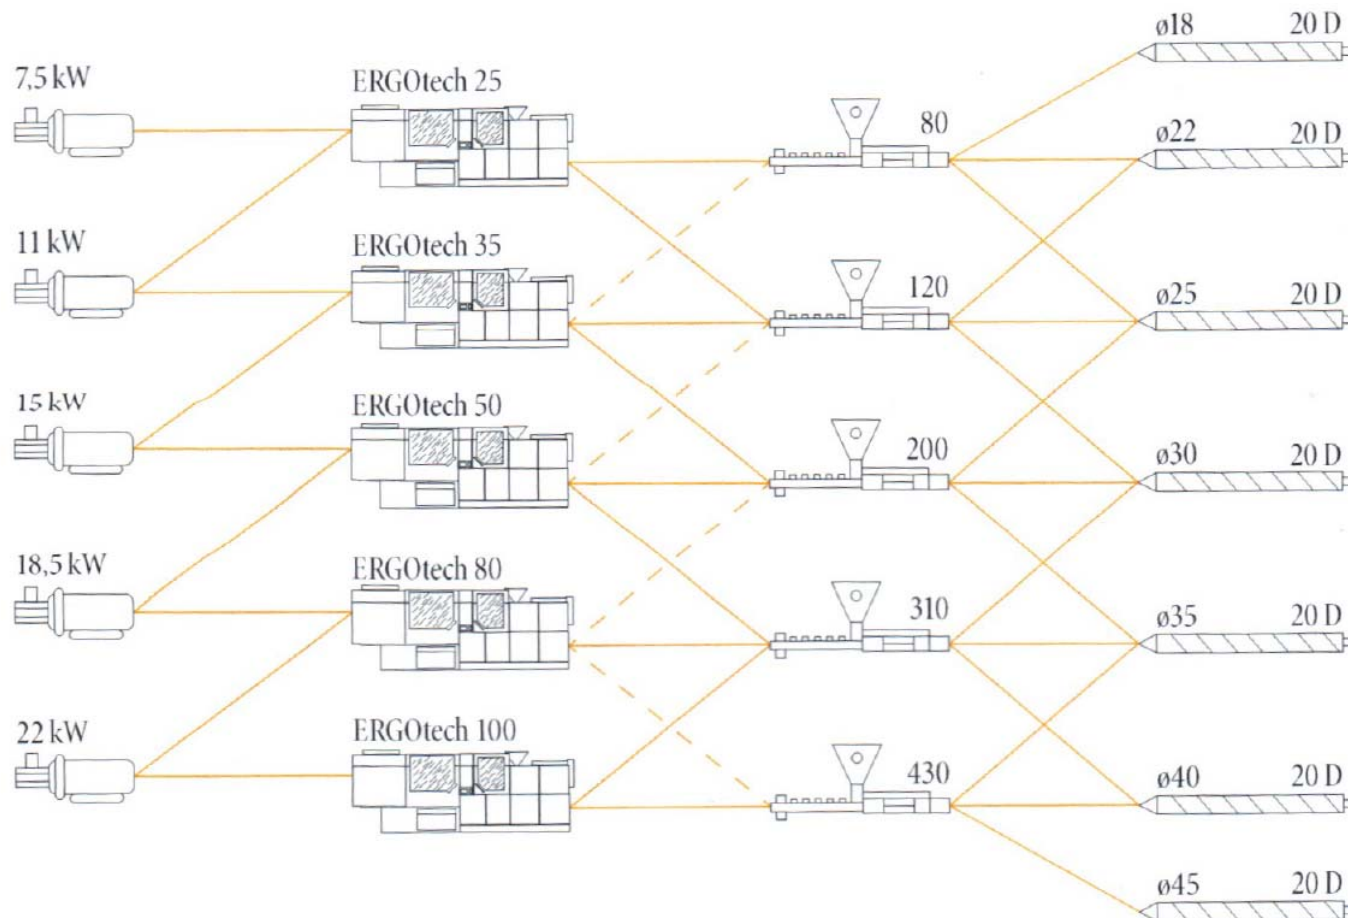 ø18 20 D
7,5 kW ERGOtech 25 80 ø22 20 D
11 kW ERGOtech 35 120 ø25 20 D
15 kW ERGOtech 50 200 ø30 20 D
18,5 kW ERGOtech 80 310 ø35 20 D
22 kW ERGOtech 100 430 ø40 20 D
ø45 20 D